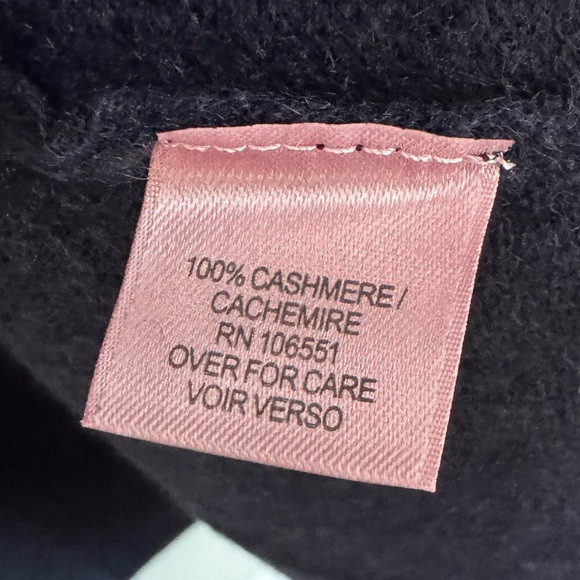 100% CASHMERE/
CACHEMIRE
RN 106551
OVER FOR CARE
VOIR VERSO